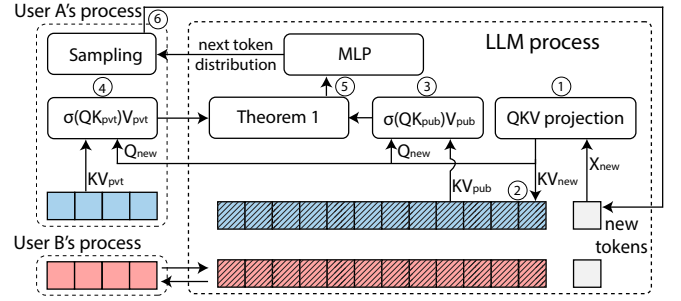 User A's process
⑥
LLM process
Sampling
next token
distribution
MLP
④
⑤
③
①
σ(QKpvt)Vpvt
Theorem 1
σ(QKpub)Vpub
QKV projection
Qnew
Qnew
KVpvt
KVpub
②
KVnew
Xnew
new
tokens
User B's process